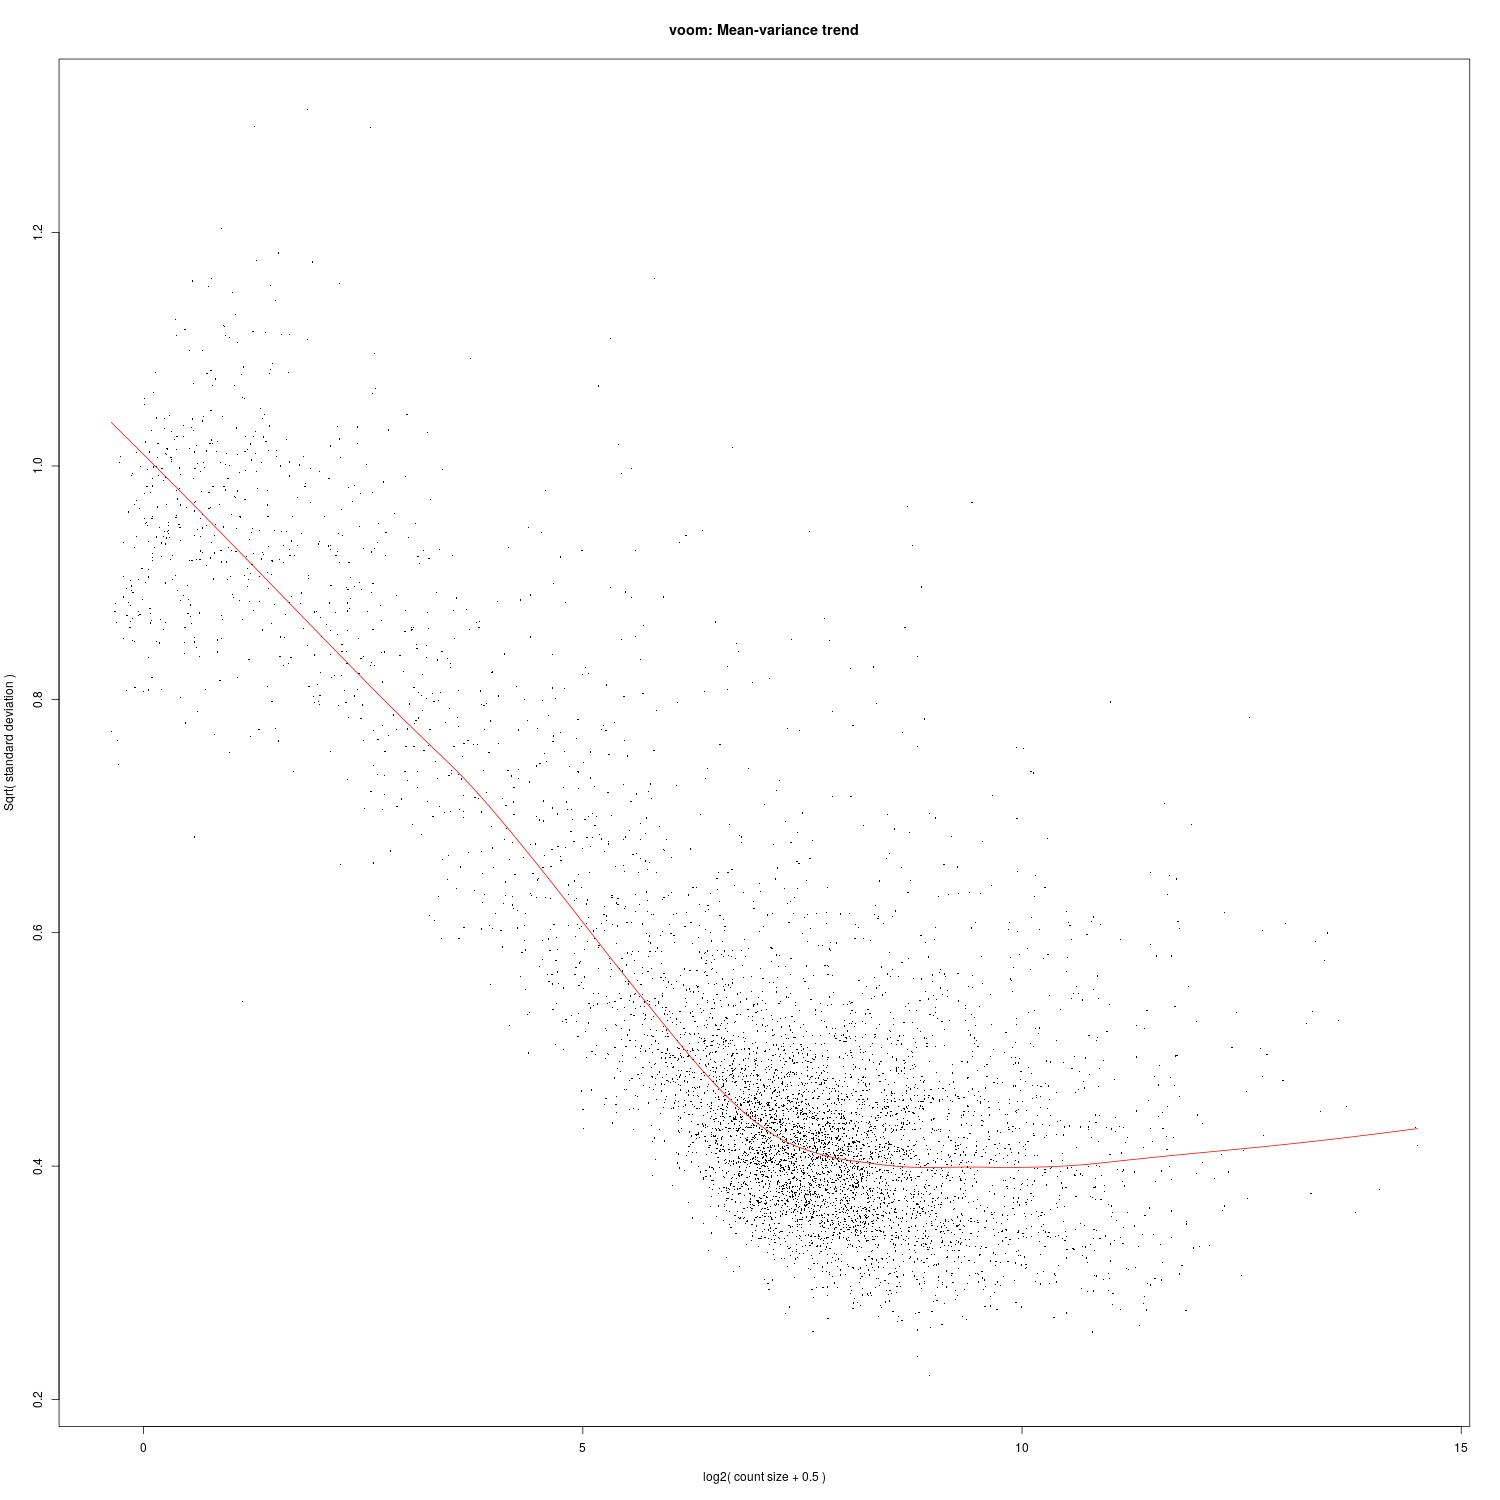 voom: Mean-variance trend
Sqrt( standard deviation )
1.2
1.0
0.8
0.6
0.4
0.2
0 5 10 15
log2( count size + 0.5 )